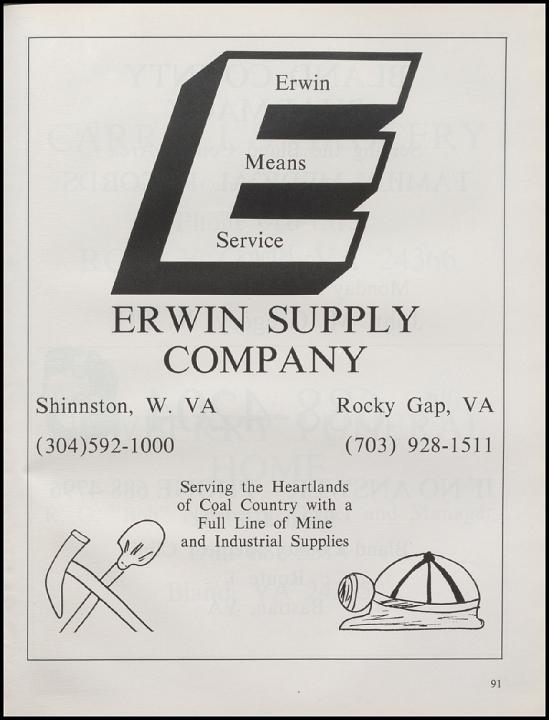 Erwin
Means
Service
ERWIN SUPPLY
COMPANY
Shinnston, W. VA
Rocky Gap, VA
(304)592-1000
(703) 928-1511
Serving the Heartlands
of Coal Country with a
Full Line of Mine
and Industrial Supplies
91